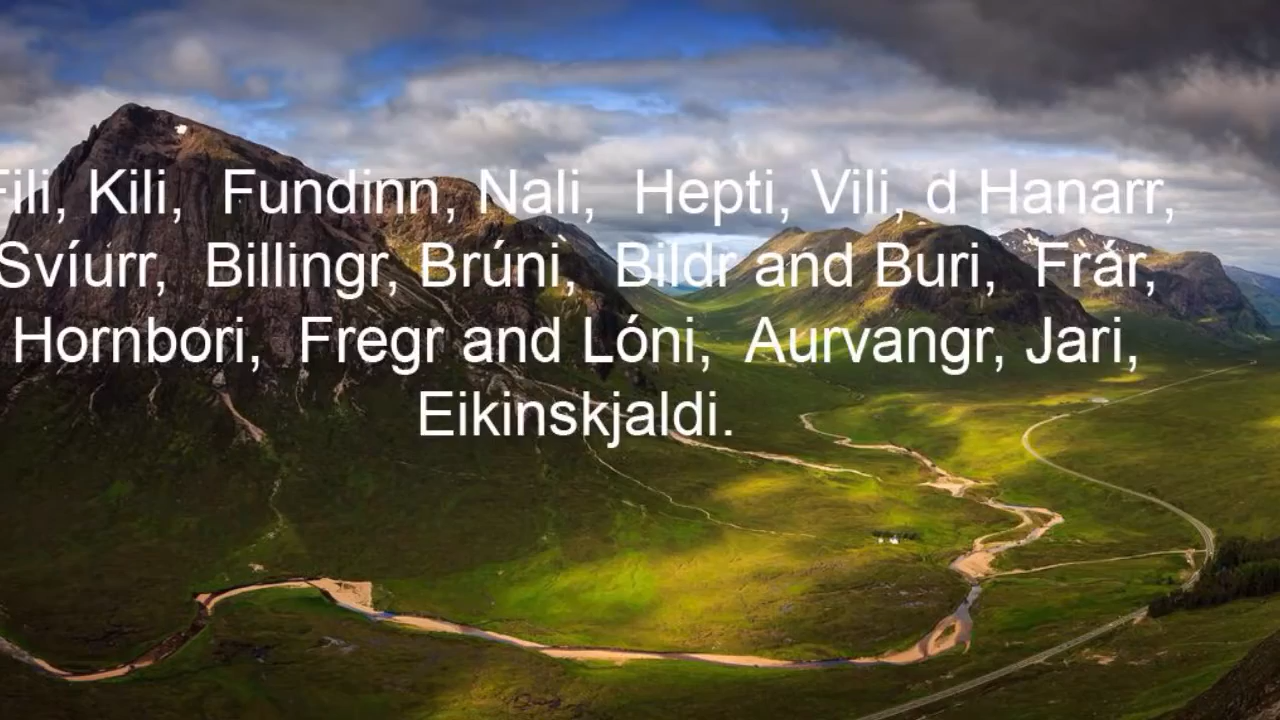 Fili, Kili, Fundinn, Nali, Hepti, Vili, d Hanarr,
Svíurr, Billingr, Brúni, Bildr and Buri, Frár,
Hornbori, Fregr and Lóni, Aurvangr, Jari,
Eikinskjaldi.